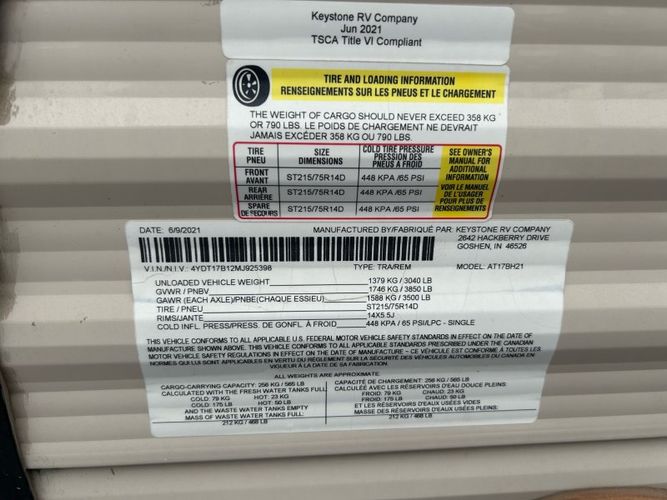 Keystone RV Company
Jun 2021
TSCA Title VI Compliant
TIRE AND LOADING INFORMATION
RENSEIGNEMENTS SUR LES PNEUS ET LE CHARGEMENT
THE WEIGHT OF CARGO SHOULD NEVER EXCEED 358 KG
OR 790 LBS. LE POIDS DE CHARGEMENT NE DEVRAIT
JAMAIS EXCÉDER 358 KG OU 790 LBS.
TIRE PNEU
SIZE DIMENSIONS
COLD TIRE PRESSURE PRESSION DES PNEUS À FROID
SEE OWNER'S MANUAL FOR ADDITIONAL INFORMATION
VOIR LE MANUEL DE L'USAGER POUR PLUS DE RENSEIGNEMENTS
FRONT AVANT ST215/75R14D 448 KPA /65 PSI
REAR ARRIÈRE ST215/75R14D 448 KPA /65 PSI
SPARE DE SECOURS ST215/75R14D 448 KPA /65 PSI
DATE: 6/9/2021 MANUFACTURED BY/FABRIQUÉ PAR: KEYSTONE RV COMPANY
2642 HACKBERRY DRIVE
GOSHEN, IN 46526
V.I.N./N.I.V.: 4YDT17B12MJ925398 TYPE: TRA/REM MODEL: AT17BH21
UNLOADED VEHICLE WEIGHT 1379 KG / 3040 LB
GVWR / PNBV 1746 KG / 3850 LB
GAWR (EACH AXLE)/PNBE(CHAQUE ESSIEU) 1588 KG / 3500 LB
TIRE / PNEU ST215/75R14D
RIMS/JANTE 14X5.5J
COLD INFL. PRESS/PRESS. DE GONFL. À FROID 448 KPA / 65 PSI/LPC - SINGLE
THIS VEHICLE CONFORMS TO ALL APPLICABLE U.S. FEDERAL MOTOR VEHICLE SAFETY STANDARDS IN EFFECT ON THE DATE OF
MANUFACTURE SHOWN ABOVE. THIS VEHICLE CONFORMS TO ALL APPLICABLE STANDARDS PRESCRIBED UNDER THE CANADIAN
MOTOR VEHICLE SAFETY REGULATIONS IN EFFECT ON THE DATE OF MANUFACTURE - CE VÉHICULE EST CONFORME À TOUTES LES
NORMES QUI LUI SONT APPLICABLES EN VERTU DU RÈGLEMENT SUR LA SÉCURITÉ DES VÉHICULES AUTOMOBILES DU CANADA EN
VIGUEUR À LA DATE DE SA FABRICATION.
ALL WEIGHTS ARE APPROXIMATE
CARGO-CARRYING CAPACITY: 256 KG / 565 LB
CALCULATED WITH THE FRESH WATER TANKS FULL
COLD: 79 KG HOT: 23 KG
COLD: 175 LB HOT: 50 LB
AND THE WASTE WATER TANKS EMPTY
MASS OF THE WATER TANKS FULL:
212 KG / 468 LB
CAPACITÉ DE CHARGEMENT: 256 KG / 565 LB
CALCULÉE AVEC LES RÉSERVOIRS D'EAU DOUCE PLEINS.
FROID: 79 KG CHAUD: 23 KG
FROID: 175 LB CHAUD: 50 LB
ET LES RÉSERVOIRS D'EAUX USÉES VIDES
MASSE DES RÉSERVOIRS D'EAUX USÉES PLEINS:
212 KG / 468 LB